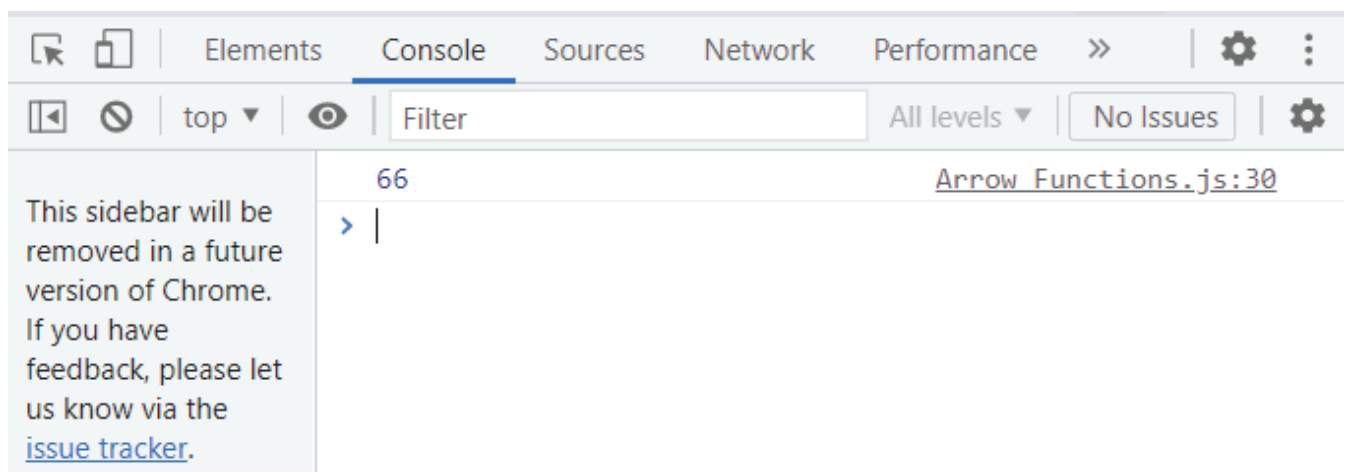 Elements Console Sources Network Performance »
top ▼ Filter All levels ▼ No Issues
66 Arrow Functions.js:30
>
This sidebar will be
removed in a future
version of Chrome.
If you have
feedback, please let
us know via the
issue tracker.